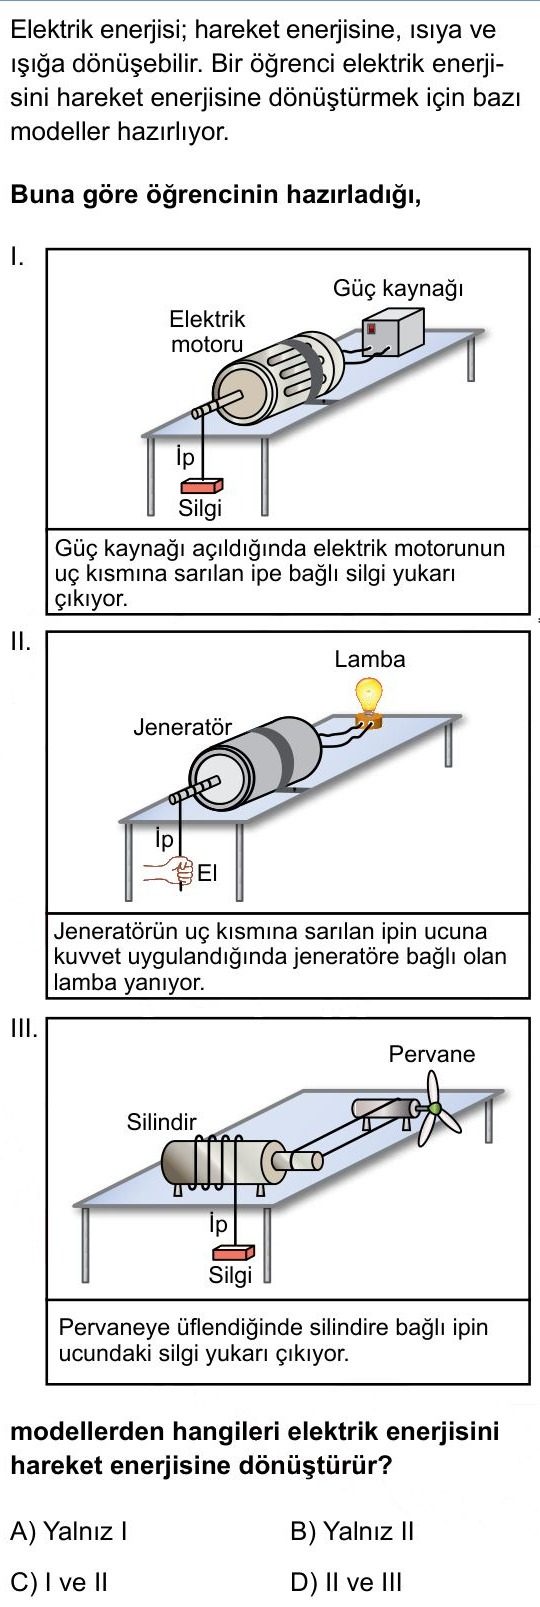 Elektrik enerjisi; hareket enerjisine, ısıya ve
ışığa dönüşebilir. Bir öğrenci elektrik enerji-
sini hareket enerjisine dönüştürmek için bazı
modeller hazırlıyor.
Buna göre öğrencinin hazırladığı,
I.
Güç kaynağı
Elektrik
motoru
İp
Silgi
Güç kaynağı açıldığında elektrik motorunun
uç kısmına sarılan ipe bağlı silgi yukarı
çıkıyor.
II.
Lamba
Jeneratör
İp
El
Jeneratörün uç kısmına sarılan ipin ucuna
kuvvet uygulandığında jeneratöre bağlı olan
lamba yanıyor.
III.
Pervane
Silindir
İp
Silgi
Pervaneye üflendiğinde silindire bağlı ipin
ucundaki silgi yukarı çıkıyor.
modellerden hangileri elektrik enerjisini
hareket enerjisine dönüştürür?
A) Yalnız I
B) Yalnız II
C) I ve II
D) II ve III